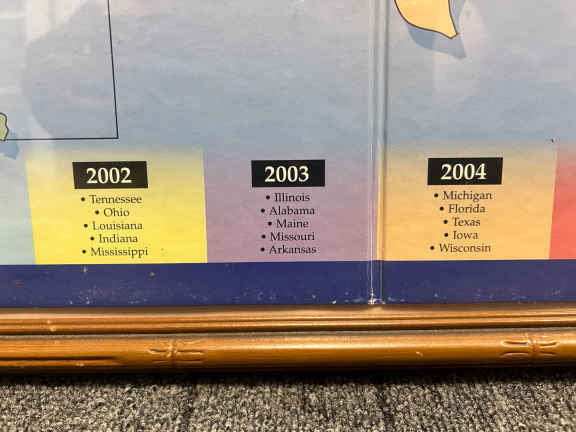 2002
• Tennessee
• Ohio
• Louisiana
• Indiana
• Mississippi
2003
• Illinois
• Alabama
• Maine
• Missouri
• Arkansas
2004
• Michigan
• Florida
• Texas
• Iowa
• Wisconsin